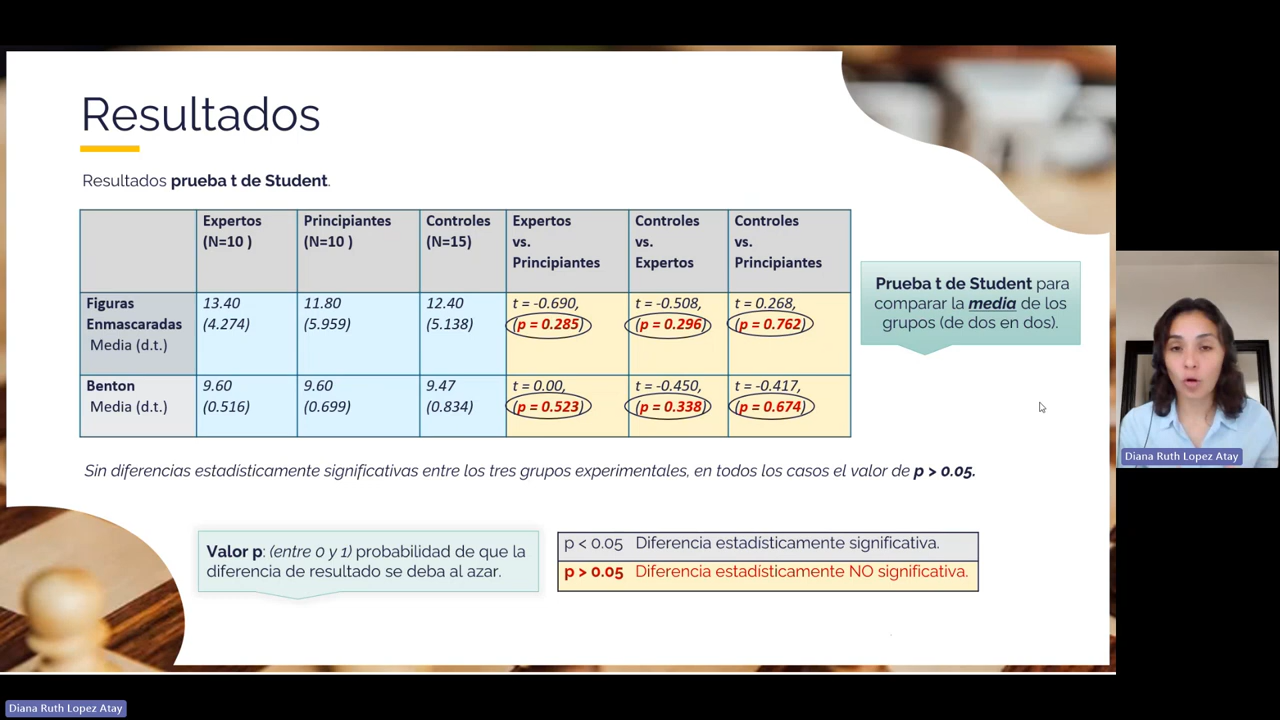 Resultados
Resultados prueba t de Student.
Expertos
(N=10 )
Principiantes
(N=10 )
Controles
(N=15)
Expertos
vs.
Principiantes
Controles
vs.
Expertos
Controles
vs.
Principiantes
Figuras
Enmascaradas
Media (d.t.)
13.40
(4.274)
11.80
(5.959)
12.40
(5.138)
t = -0.690,
(p = 0.285)
t = -0.508,
(p = 0.296)
t = 0.268,
(p = 0.762)
Benton
Media (d.t.)
9.60
(0.516)
9.60
(0.699)
9.47
(0.834)
t = 0.00,
(p = 0.523)
t = -0.450,
(p = 0.338)
t = -0.417,
(p = 0.674)
Prueba t de Student para
comparar la media de los
grupos (de dos en dos).
Sin diferencias estadísticamente significativas entre los tres grupos experimentales, en todos los casos el valor de p > 0.05.
Valor p: (entre 0 y 1) probabilidad de que la
diferencia de resultado se deba al azar.
p < 0.05 Diferencia estadísticamente significativa.
p > 0.05 Diferencia estadísticamente NO significativa.
Diana Ruth Lopez Atay
Diana Ruth Lopez Atay